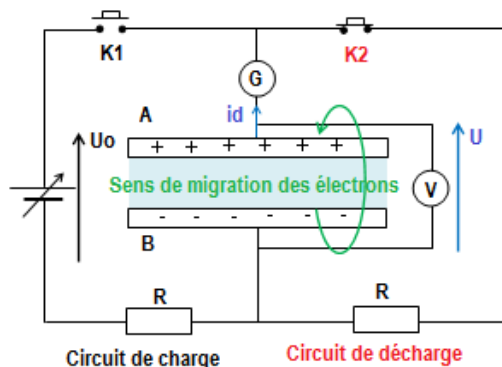 K1
K2
G
A
id
Uo
U
+ + + + + +
Sens de migration des électrons
V
- - - - - -
B
R
R
Circuit de charge
Circuit de décharge